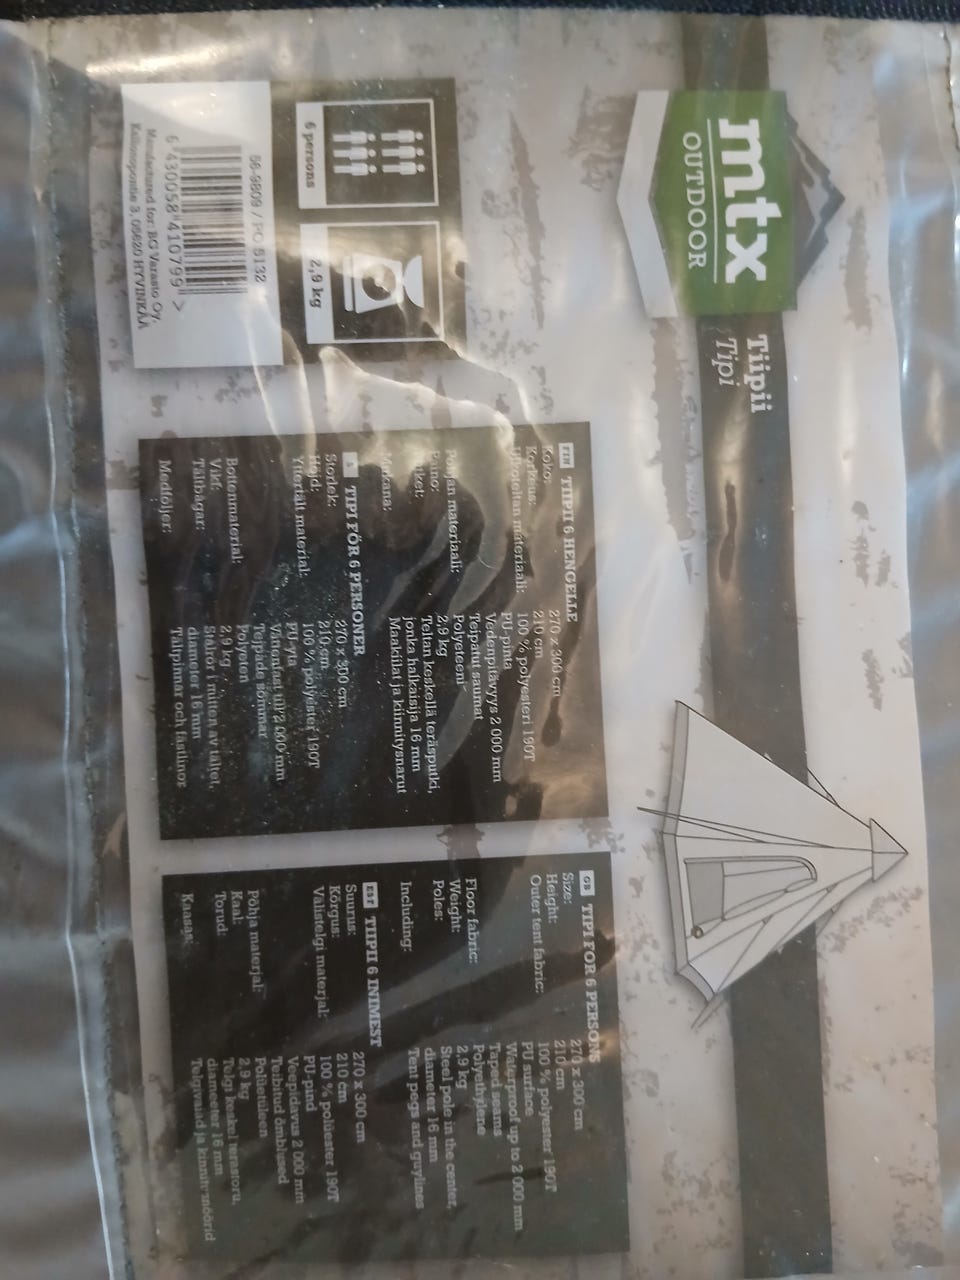 mtx
OUTDOOR
Tiipii
Tipi
FIN TIIPII 6 HENGELLE
Koko: 270 x 300 cm
Korkeus: 210 cm
materiaali: 100 % polyesteri 190T
PU-pinta
Vedenpitävyys 2 000 mm
Teipatut saumat
Pohjan materiaali: Polyeteeni
Paino: 2,9 kg
Teltan keskellä teräsputki,
jonka halkaisija 16 mm
Mukana: Maakiilat ja kiinnitysnarut
S TIPI FÖR 6 PERSONER
Storlek: 270 x 300 cm
Höjd: 210 cm
Yttertält material: 100 % polyester 190T
PU-yta
Vattentäct till 2 000 mm
Tejpade sömmar
Bottenmaterial: Polyeten
Vikt: 2,9 kg
Tältbågar: Stålrör i mitten av tältet,
diameter 16 mm
Medföljer: Tältpinnar och fästlinor
GB TIPI FOR 6 PERSONS
Size: 270 x 300 cm
Height: 210 cm
Outer tent fabric: 100 % polyester 190T
PU surface
Waterproof up to 2 000 mm
Taped seams
Floor fabric: Polyethylene
Weight: 2,9 kg
Poles: Steel pole in the center,
diameter 16 mm
Including: Tent pegs and guylines
EST TIIPII 6 INIMEST
Suurus: 270 x 300 cm
Kõrgus: 210 cm
Välistelgi materjal: 100 % polüester 190T
PU-pind
Veepidavus 2 000 mm
Teibitud õmblused
Põhja materjal: Polüetüleen
Kaal: 2,9 kg
Torud: Telgi keskel terastoru,
diameeter 16 mm
Kaasas: Telgivaiad ja kinnitusnöörid
6 persons
2,9 kg
56-9809 / PO 5132
6 430058 410799 >
Manufactured for: BG Varasto Oy,
Kallionopontie 3, 05620 HYVINKÄÄ